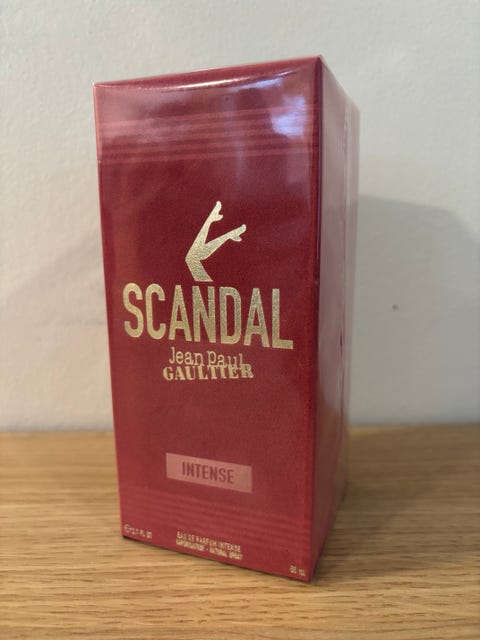 SCANDAL
Jean Paul
GAULTIER
INTENSE
EAU DE PARFUM INTENSE
VAPORISATEUR - NATURAL SPRAY